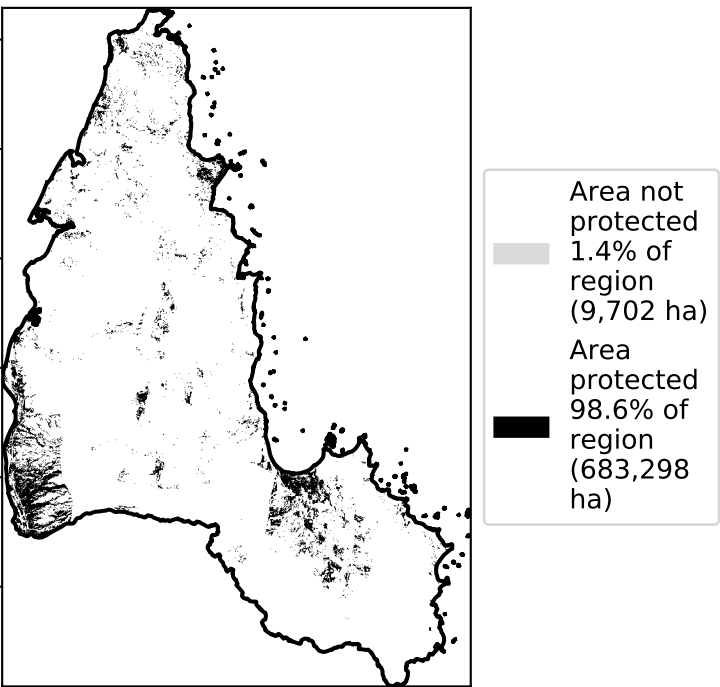 Area not
protected
1.4% of
region
(9,702 ha)
Area
protected
98.6% of
region
(683,298
ha)